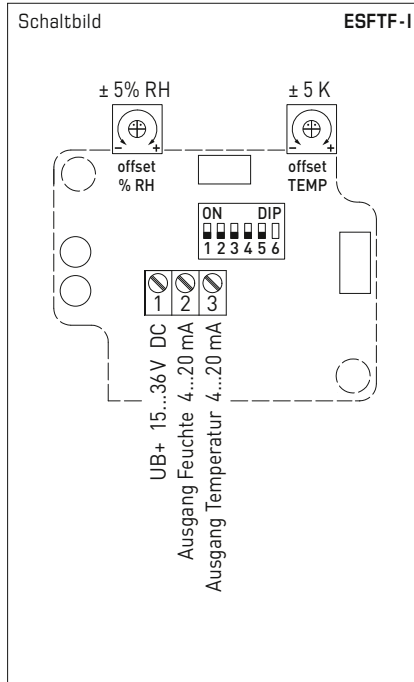 Schaltbild ESFTF-I
± 5% RH
± 5 K
– +
– +
offset
% RH
offset
TEMP
ON DIP
1 2 3 4 5 6
1 2 3
UB+ 15...36V DC
Ausgang Feuchte 4...20 mA
Ausgang Temperatur 4...20 mA